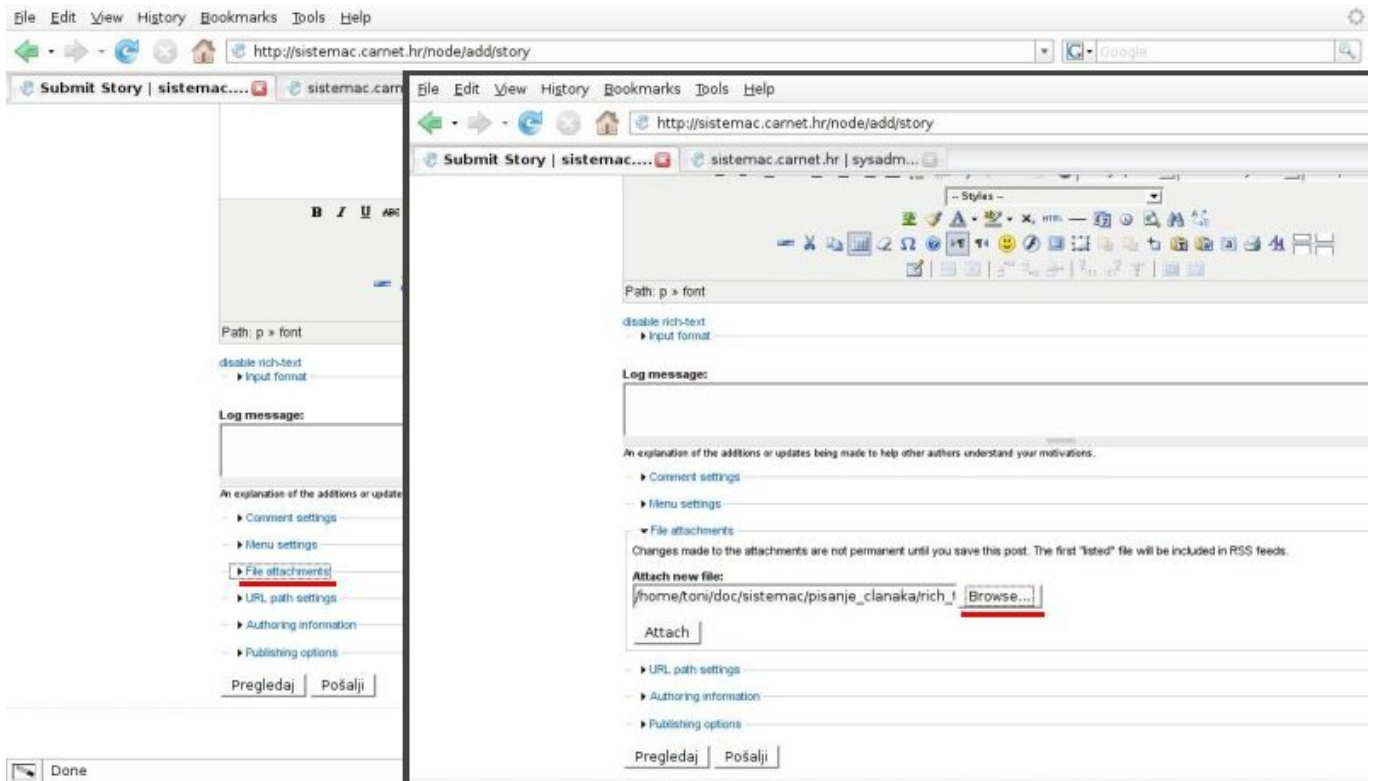 File Edit View History Bookmarks Tools Help
http://sistemac.carnet.hr/node/add/story
Google
Submit Story | sistemac.... sistemac.carn
B I U ABC
Path: p » font
disable rich-text
Input format
Log message:
An explanation of the additions or update
Comment settings
Menu settings
File attachments
URL path settings
Authoring information
Publishing options
Pregledaj Pošalji
Done
File Edit View History Bookmarks Tools Help
http://sistemac.carnet.hr/node/add/story
Submit Story | sistemac.... sistemac.carnet.hr | sysadm...
-- Styles --
HTML
Path: p » font
disable rich-text
Input format
Log message:
An explanation of the additions or updates being made to help other authors understand your motivations.
Comment settings
Menu settings
File attachments
Changes made to the attachments are not permanent until you save this post. The first "listed" file will be included in RSS feeds.
Attach new file:
/home/toni/doc/sistemac/pisanje_clanaka/rich_ Browse...
Attach
URL path settings
Authoring information
Publishing options
Pregledaj Pošalji